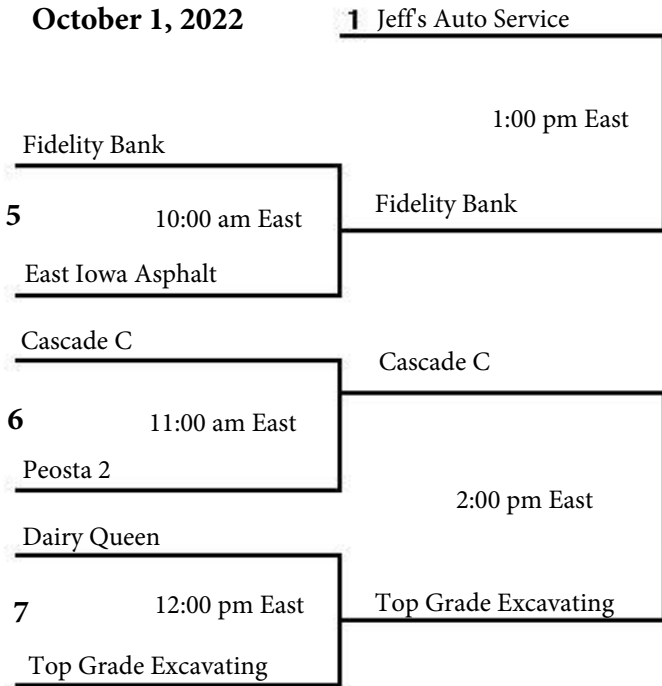 October 1, 2022
1 Jeff's Auto Service
1:00 pm East
Fidelity Bank
5 10:00 am East
Fidelity Bank
East Iowa Asphalt
Cascade C
Cascade C
6 11:00 am East
Peosta 2
2:00 pm East
Dairy Queen
7 12:00 pm East
Top Grade Excavating
Top Grade Excavating